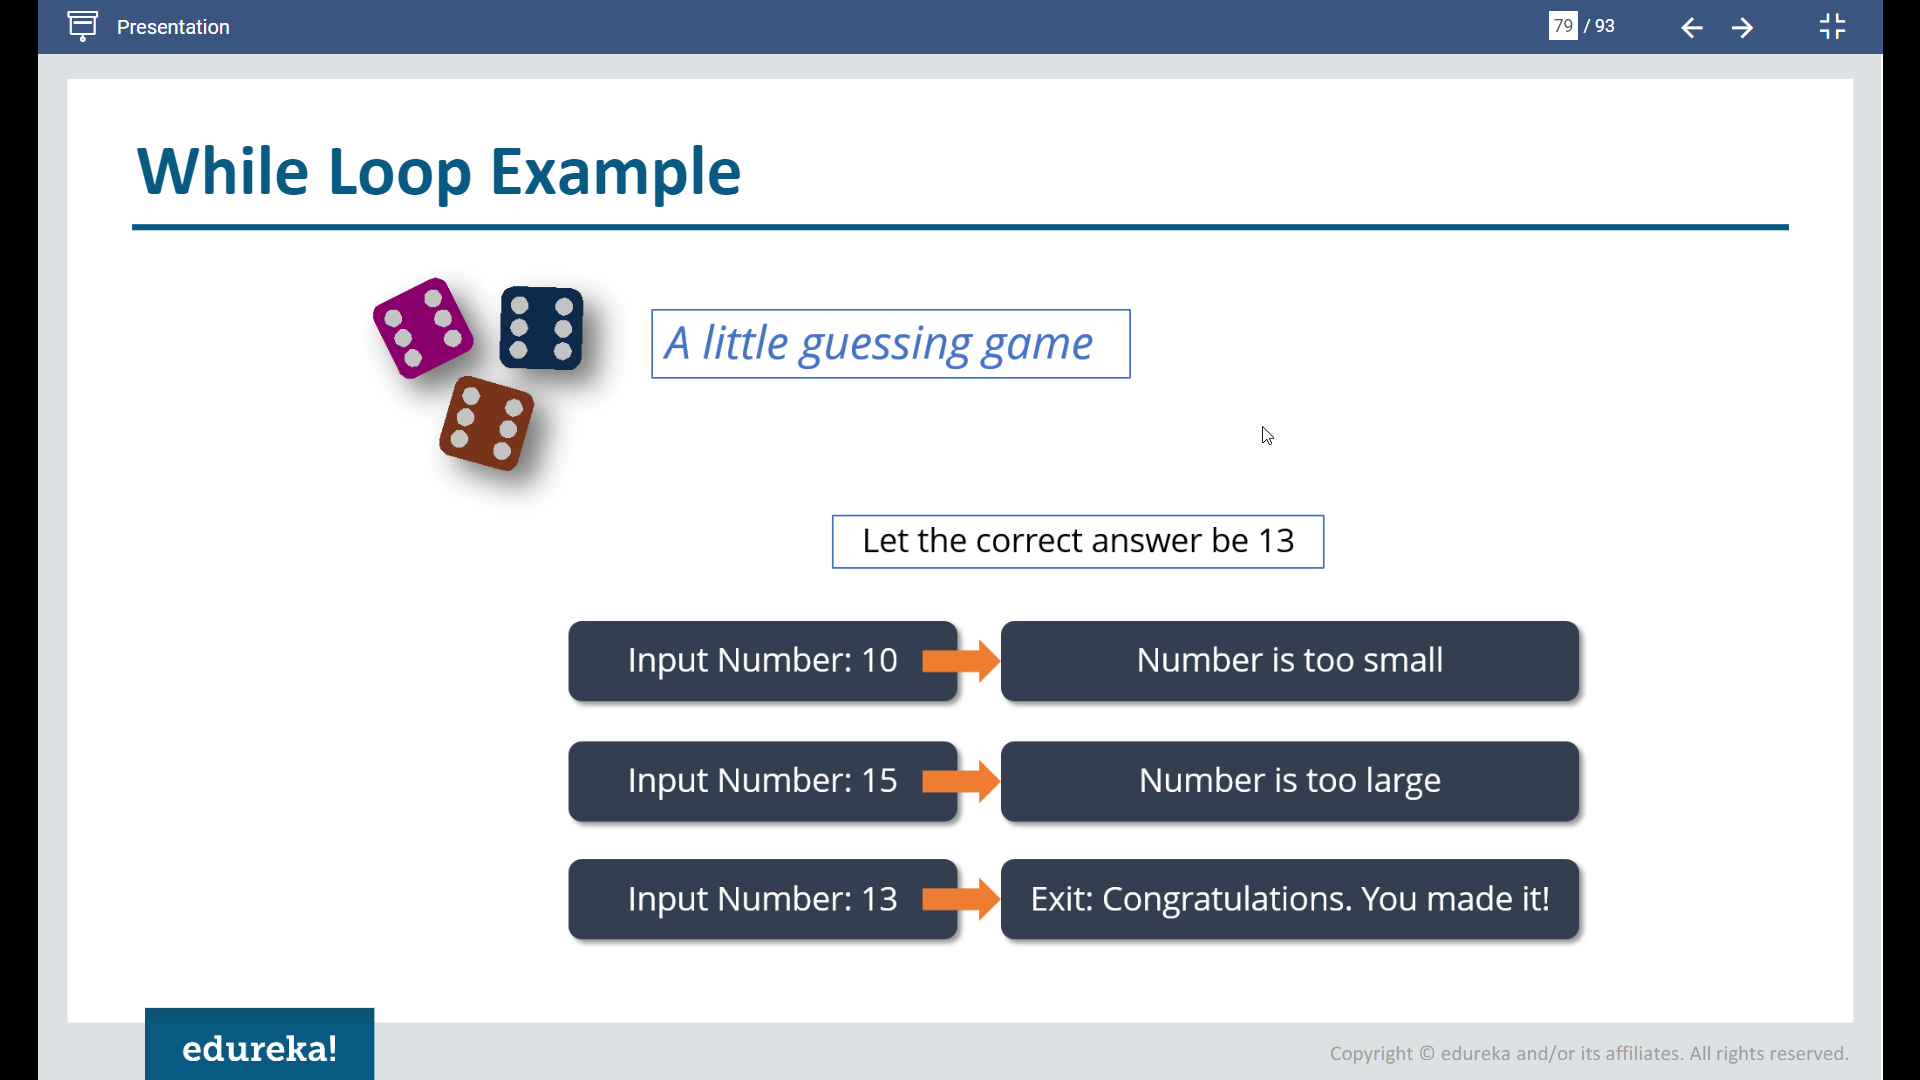 Presentation
79 / 93
While Loop Example
A little guessing game
Let the correct answer be 13
Input Number: 10
Number is too small
Input Number: 15
Number is too large
Input Number: 13
Exit: Congratulations. You made it!
edureka!
Copyright © edureka and/or its affiliates. All rights reserved.